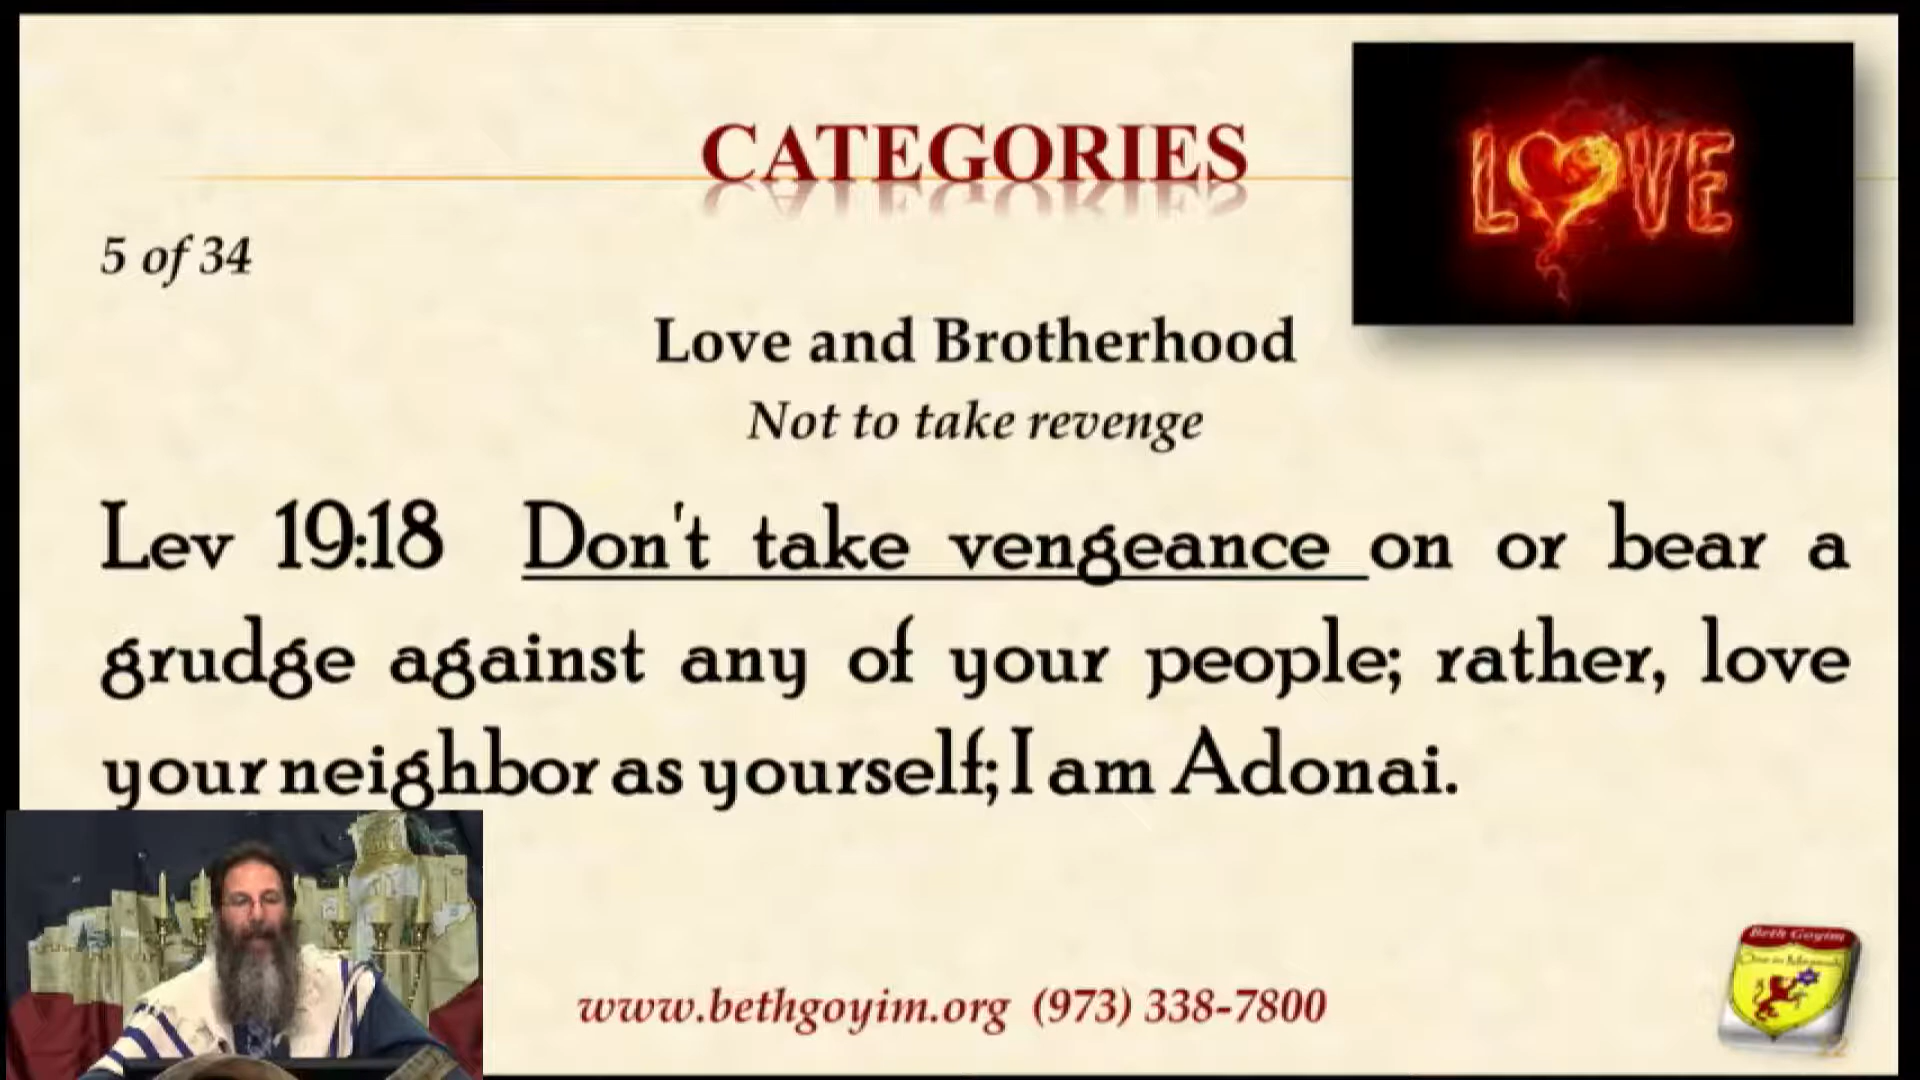 CATEGORIES
LOVE
5 of 34
Love and Brotherhood
Not to take revenge
Lev 19:18 Don't take vengeance on or bear a
grudge against any of your people; rather, love
your neighbor as yourself; I am Adonai.
www.bethgoyim.org (973) 338-7800
Beth Goyim